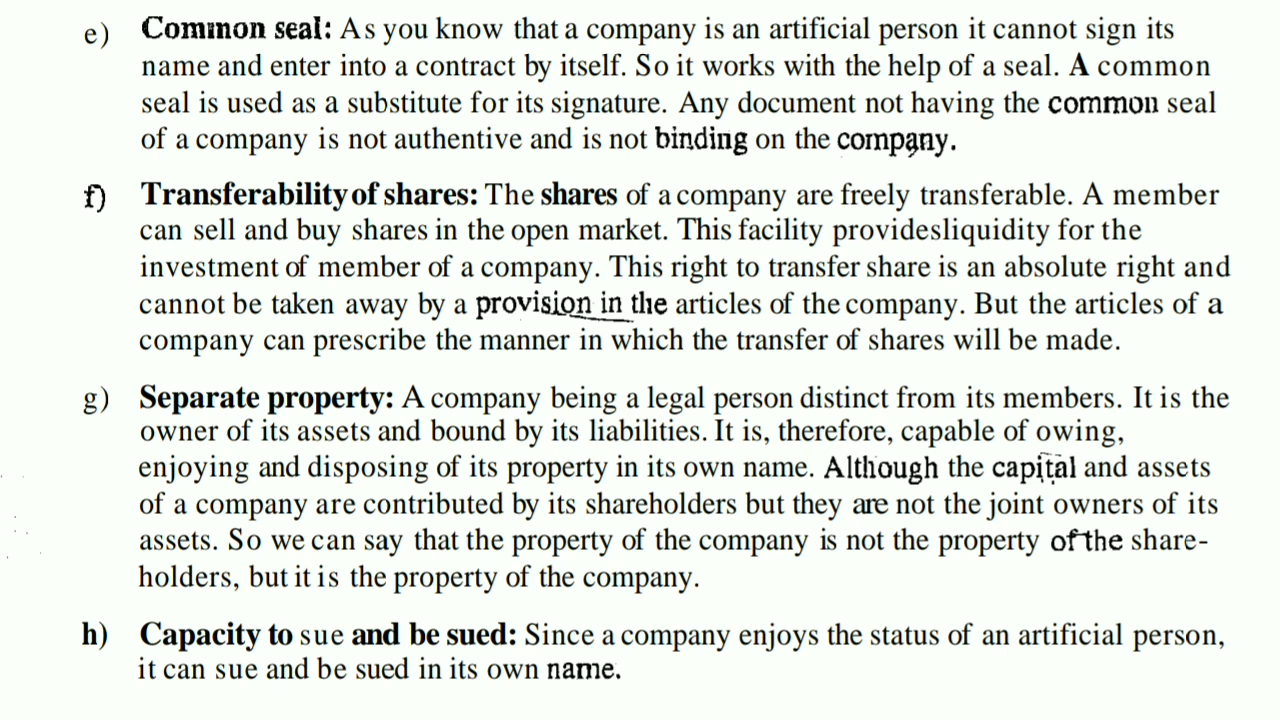 e) Common seal: As you know that a company is an artificial person it cannot sign its
name and enter into a contract by itself. So it works with the help of a seal. A common
seal is used as a substitute for its signature. Any document not having the common seal
of a company is not authentive and is not binding on the company.
f) Transferability of shares: The shares of a company are freely transferable. A member
can sell and buy shares in the open market. This facility providesliquidity for the
investment of member of a company. This right to transfer share is an absolute right and
cannot be taken away by a provision in the articles of the company. But the articles of a
company can prescribe the manner in which the transfer of shares will be made.
g) Separate property: A company being a legal person distinct from its members. It is the
owner of its assets and bound by its liabilities. It is, therefore, capable of owing,
enjoying and disposing of its property in its own name. Although the capital and assets
of a company are contributed by its shareholders but they are not the joint owners of its
assets. So we can say that the property of the company is not the property of the share-
holders, but it is the property of the company.
h) Capacity to sue and be sued: Since a company enjoys the status of an artificial person,
it can sue and be sued in its own name.